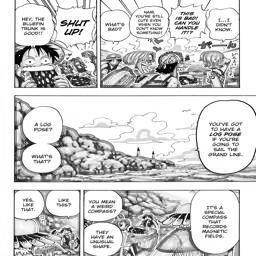 I...I
DIDN'T
KNOW.
THIS IS
BAD! CAN
YOU
HANDLE
IT?!
NAMI, YOU'RE
STILL CUTE
EVEN WHEN
YOU DON'T
KNOW
SOMETHING!
WHAT'S
BAD?
SHUT
UP!
HEY, THE
BLUEFIN
TRUNK IS
GOOD!!
YOU'VE
GOT TO
HAVE A LOG
POSE IF
YOU'RE
GOING TO
SAIL THE
GRAND LINE.
A LOG
POSE?
WHAT'S
THAT?
IT'S A
SPECIAL
COMPASS
THAT
RECORDS
MAGNETIC
FIELDS.
YOU MEAN
A WEIRD
COMPASS?
THEY
HAVE AN
UNUSUAL
SHAPE.
LIKE
THIS?
YES,
LIKE
THAT.